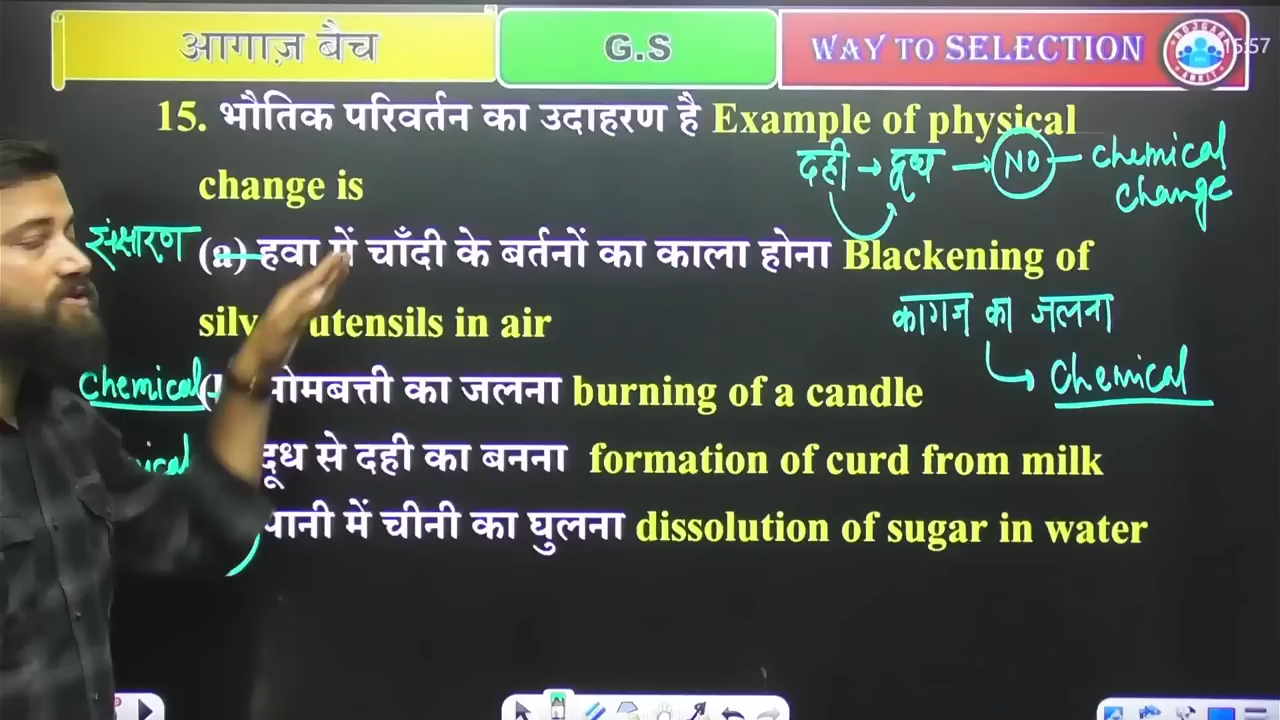 आगाज़ बैच
G.S
WAY TO SELECTION
15:57
15. भौतिक परिवर्तन का उदाहरण है Example of physical
change is
दही → दूध → NO — chemical
change
संक्षारण (a) हवा में चाँदी के बर्तनों का काला होना Blackening of
utensils in air
कागज का जलना
Chemical
Chemical मोमबत्ती का जलना burning of a candle
दूध से दही का बनना formation of curd from milk
पानी में चीनी का घुलना dissolution of sugar in water